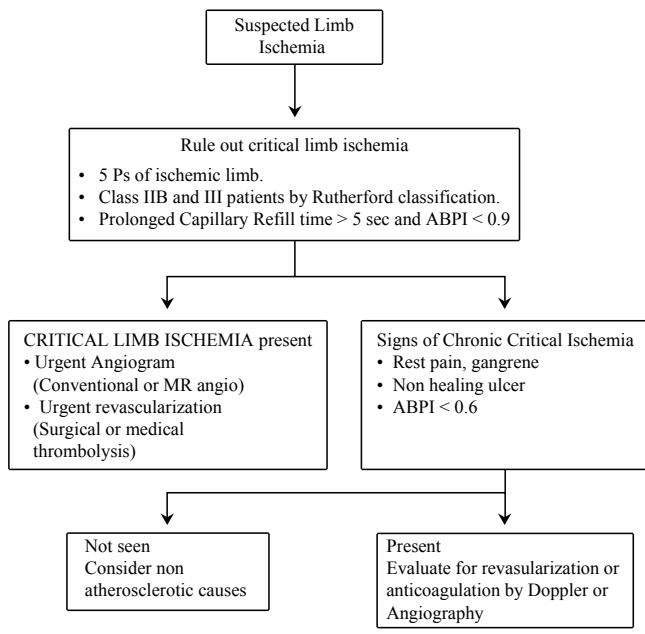 Suspected Limb
Ischemia
Rule out critical limb ischemia
• 5 Ps of ischemic limb.
• Class IIB and III patients by Rutherford classification.
• Prolonged Capillary Refill time > 5 sec and ABPI < 0.9
CRITICAL LIMB ISCHEMIA present
• Urgent Angiogram
(Conventional or MR angio)
• Urgent revascularization
(Surgical or medical
thrombolysis)
Signs of Chronic Critical Ischemia
• Rest pain, gangrene
• Non healing ulcer
• ABPI < 0.6
Not seen
Consider non
atherosclerotic causes
Present
Evaluate for revasularization or
anticoagulation by Doppler or
Angiography